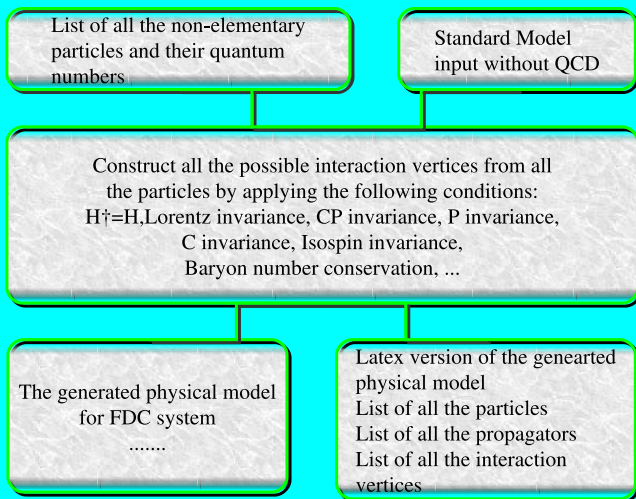 List of all the non-elementary
particles and their quantum
numbers
Standard Model
input without QCD
Construct all the possible interaction vertices from all
the particles by applying the following conditions:
H†=H,Lorentz invariance, CP invariance, P invariance,
C invariance, Isospin invariance,
Baryon number conservation, ...
The generated physical model
for FDC system
.......
Latex version of the genearted
physical model
List of all the particles
List of all the propagators
List of all the interaction
vertices